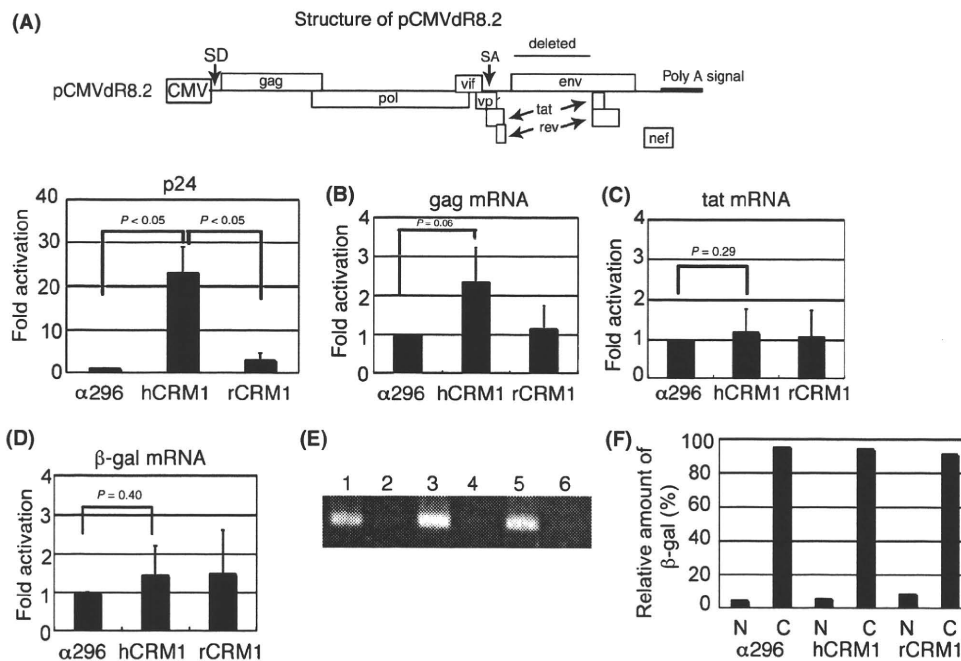 (A)
Structure of pCMVdR8.2
deleted
SD
SA
pCMVdR8.2
CMV
gag
pol
vif
vpr
env
Poly A signal
tat
rev
nef
p24
Fold activation
40
30
20
10
0
P < 0.05
P < 0.05
α296 hCRM1 rCRM1
(B)
gag mRNA
Fold activation
4
3
2
1
0
P = 0.06
α296 hCRM1 rCRM1
(C)
tat mRNA
Fold activation
4
3
2
1
0
P = 0.29
α296 hCRM1 rCRM1
(D)
β-gal mRNA
Fold activation
4
3
2
1
0
P = 0.40
α296 hCRM1 rCRM1
(E)
1 2 3 4 5 6
(F)
Relative amount of
β-gal (%)
100
80
60
40
20
0
N C N C N C
α296 hCRM1 rCRM1